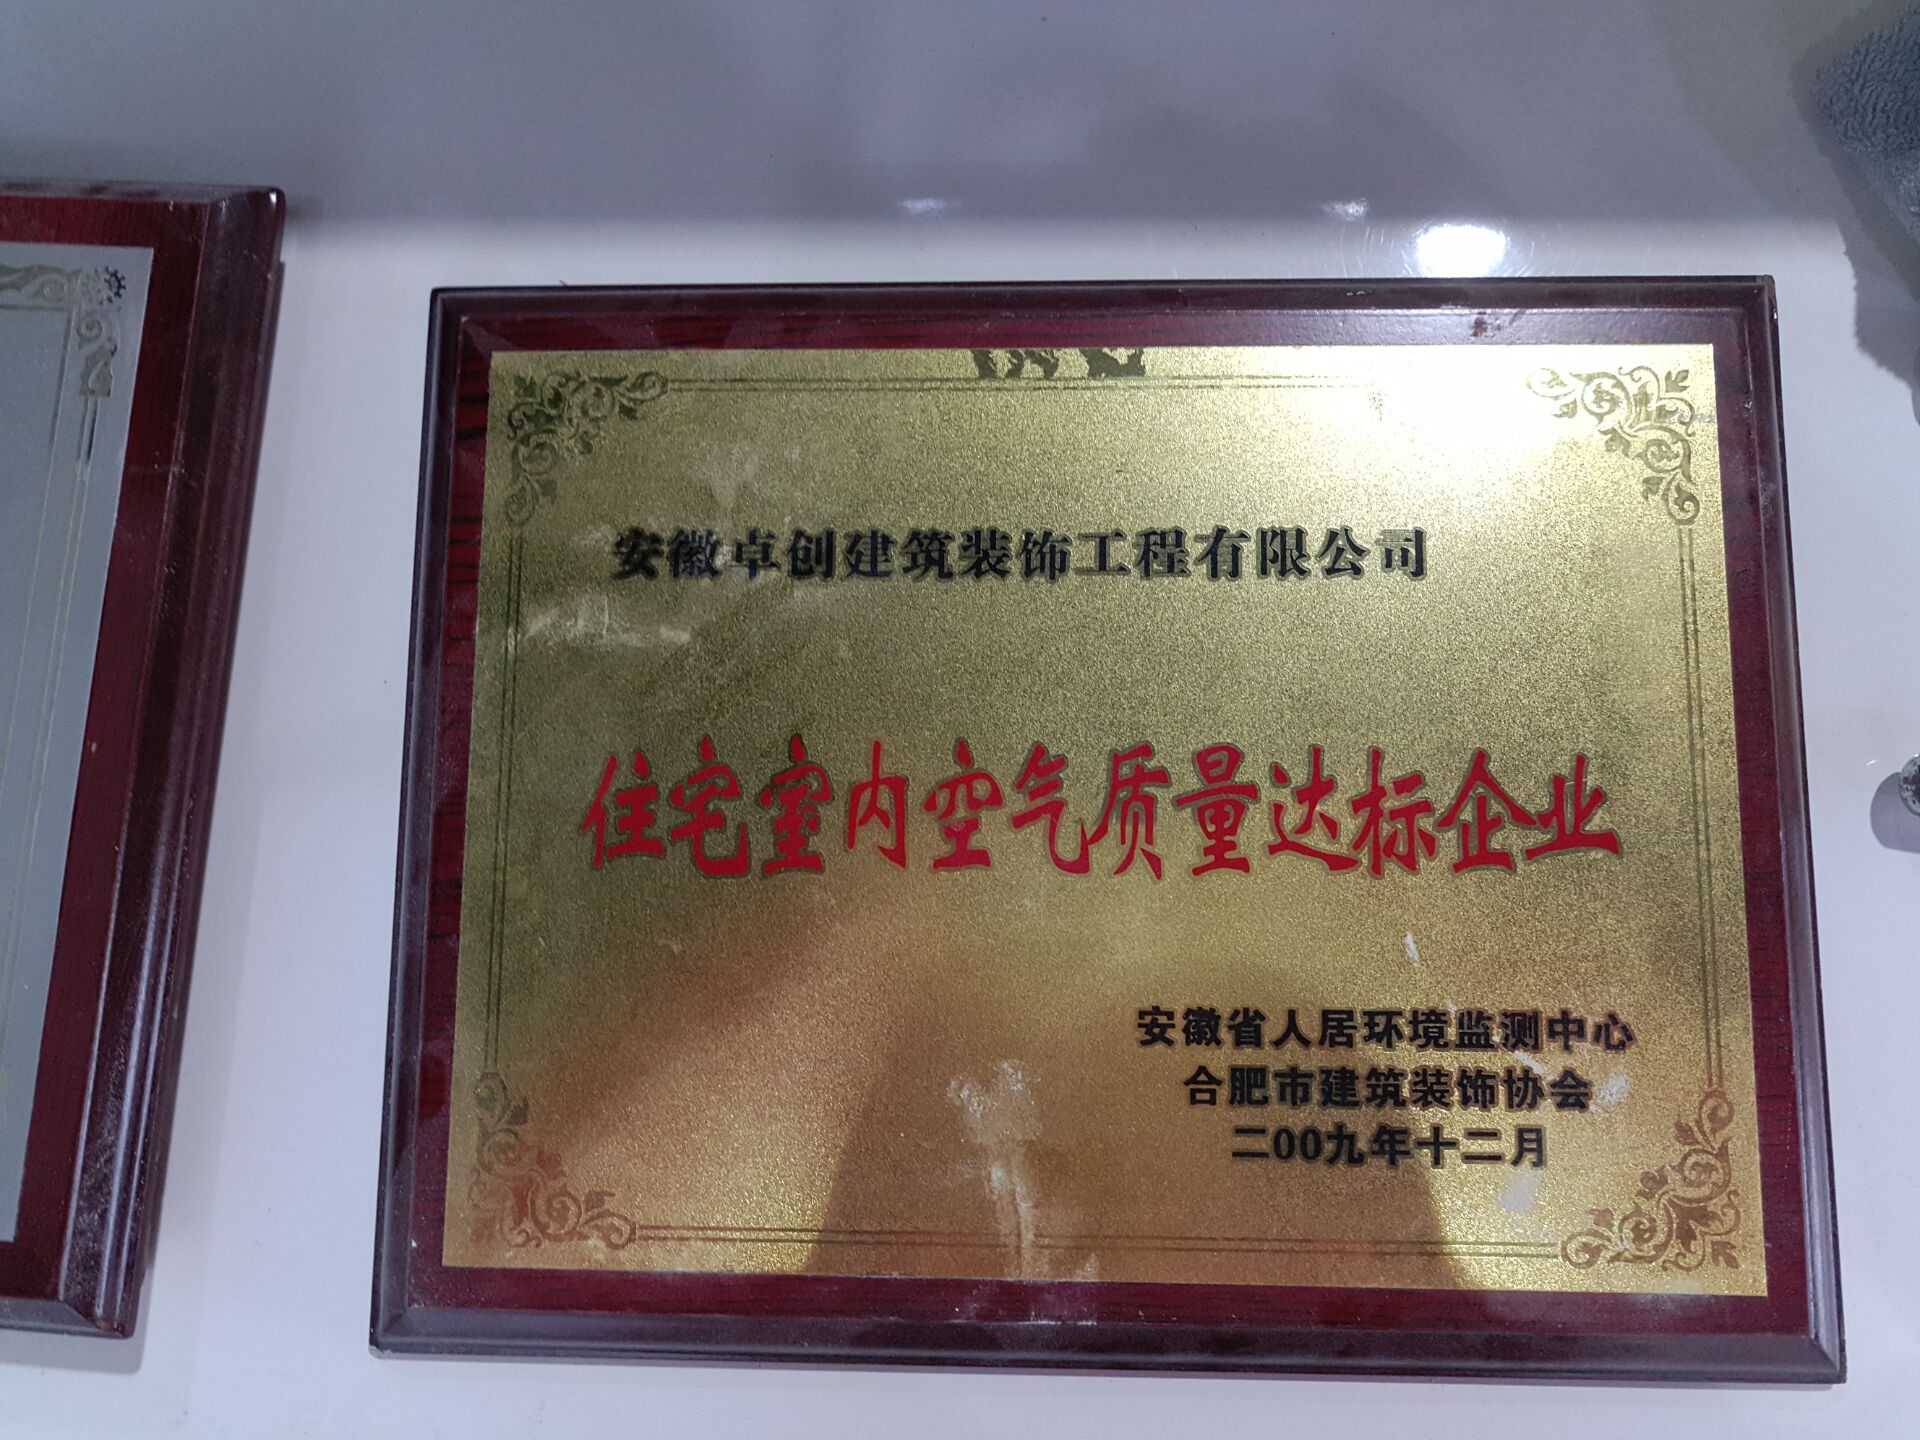 安徽卓创建筑装饰工程有限公司
住宅室内空气质量达标企业
安徽省人居环境监测中心
合肥市建筑装饰协会
二00九年十二月